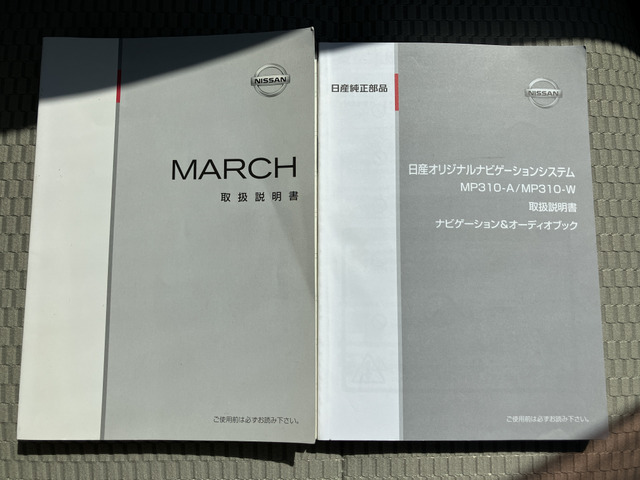 NISSAN
MARCH
取扱説明書
ご使用前は必ずお読み下さい。
日産純正部品
NISSAN
日産オリジナルナビゲーションシステム
MP310-A/MP310-W
取扱説明書
ナビゲーション&オーディオブック
ご使用前は必ずお読み下さい。